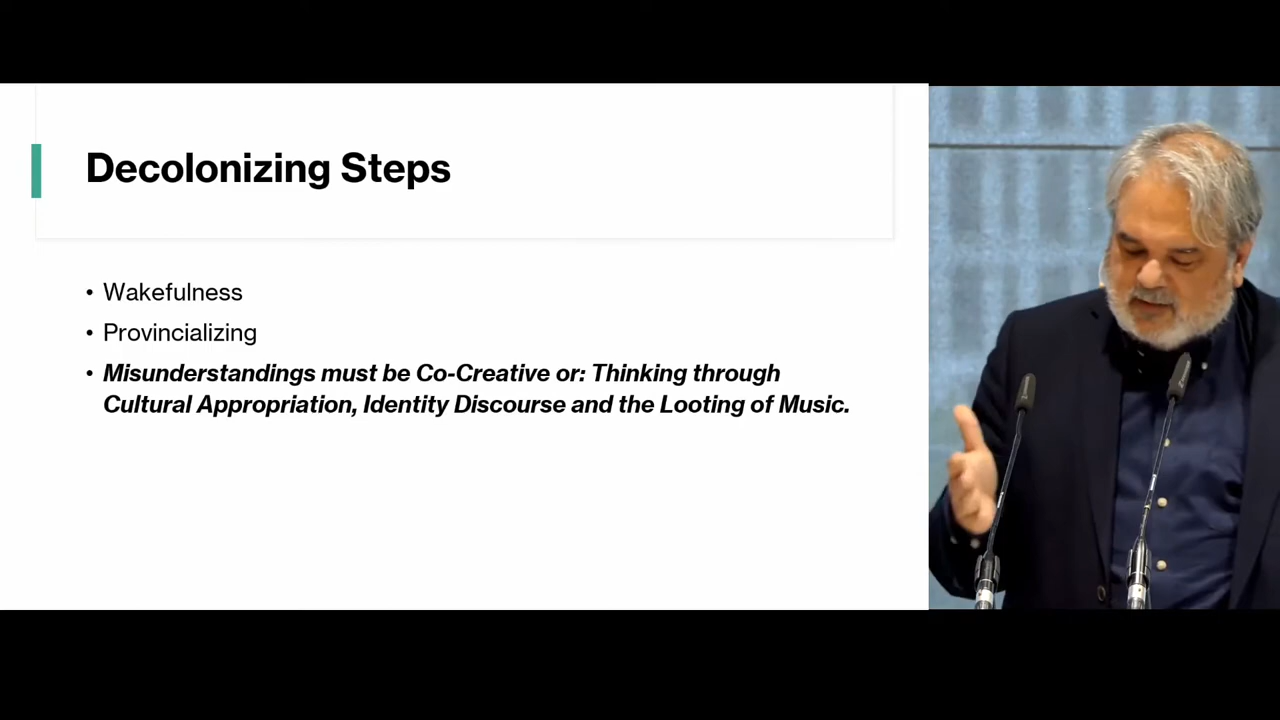 Decolonizing Steps
• Wakefulness
• Provincializing
• Misunderstandings must be Co-Creative or: Thinking through
Cultural Appropriation, Identity Discourse and the Looting of Music.